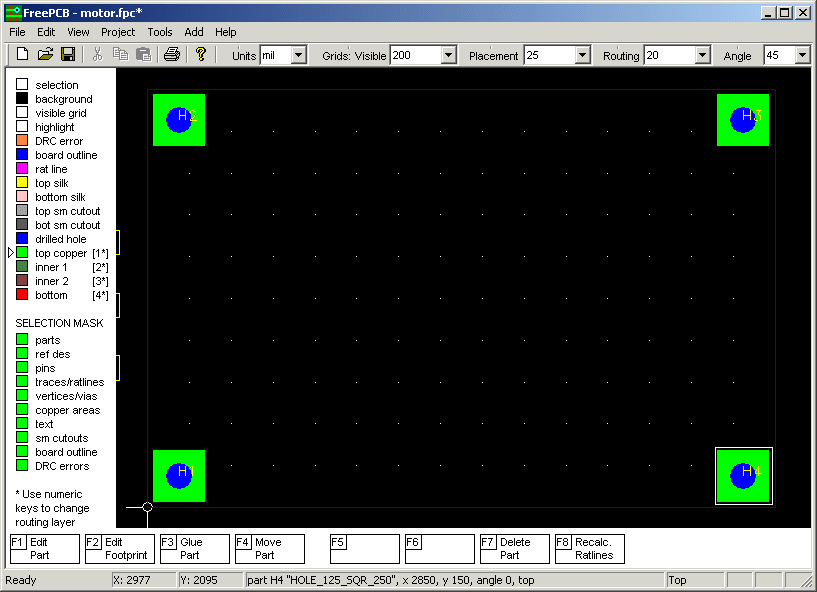 FreePCB - motor.fpc*
File Edit View Project Tools Add Help
Units mil Grids: Visible 200 Placement 25 Routing 20 Angle 45
selection
background
visible grid
highlight
DRC error
board outline
rat line
top silk
bottom silk
top sm cutout
bot sm cutout
drilled hole
top copper [1*]
inner 1 [2*]
inner 2 [3*]
bottom [4*]
SELECTION MASK
parts
ref des
pins
traces/ratlines
vertices/vias
copper areas
text
sm cutouts
board outline
DRC errors
* Use numeric
keys to change
routing layer
H2 H3
H1 H4
F1 Edit Part
F2 Edit Footprint
F3 Glue Part
F4 Move Part
F5
F6
F7 Delete Part
F8 Recalc. Ratlines
Ready X: 2977 Y: 2095 part H4 "HOLE_125_SQR_250", x 2850, y 150, angle 0, top Top